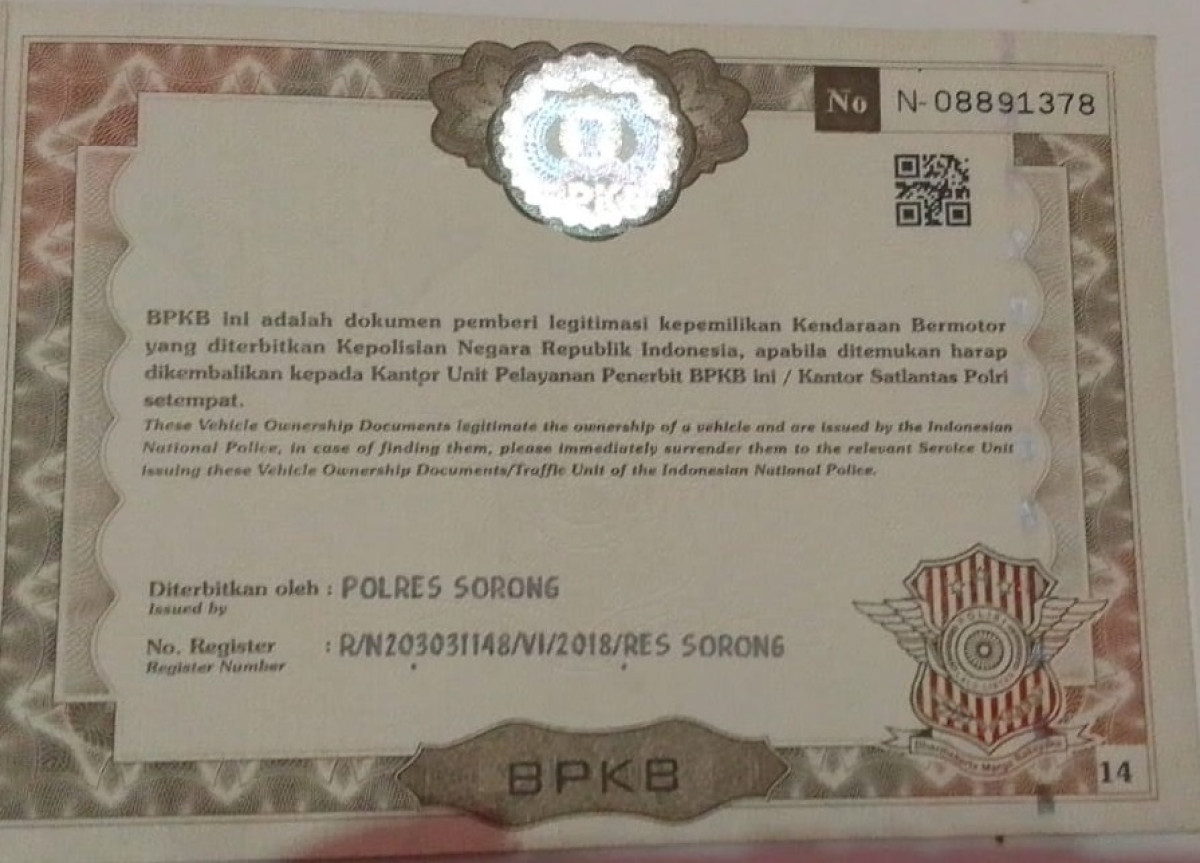 No N-08891378
BPKB ini adalah dokumen pemberi legitimasi kepemilikan Kendaraan Bermotor
yang diterbitkan Kepolisian Negara Republik Indonesia, apabila ditemukan harap
dikembalikan kepada Kantor Unit Pelayanan Penerbit BPKB ini / Kantor Satlantas Polri
setempat.
These Vehicle Ownership Documents legitimate the ownership of a vehicle and are issued by the Indonesian
National Police, in case of finding them, please immediately surrender them to the relevant Service Unit
issuing these Vehicle Ownership Documents/Traffic Unit of the Indonesian National Police.
Diterbitkan oleh : POLRES SORONG
Issued by
No. Register : R/N203031148/VI/2018/RES SORONG
Register Number
POLISI
BPKB
14